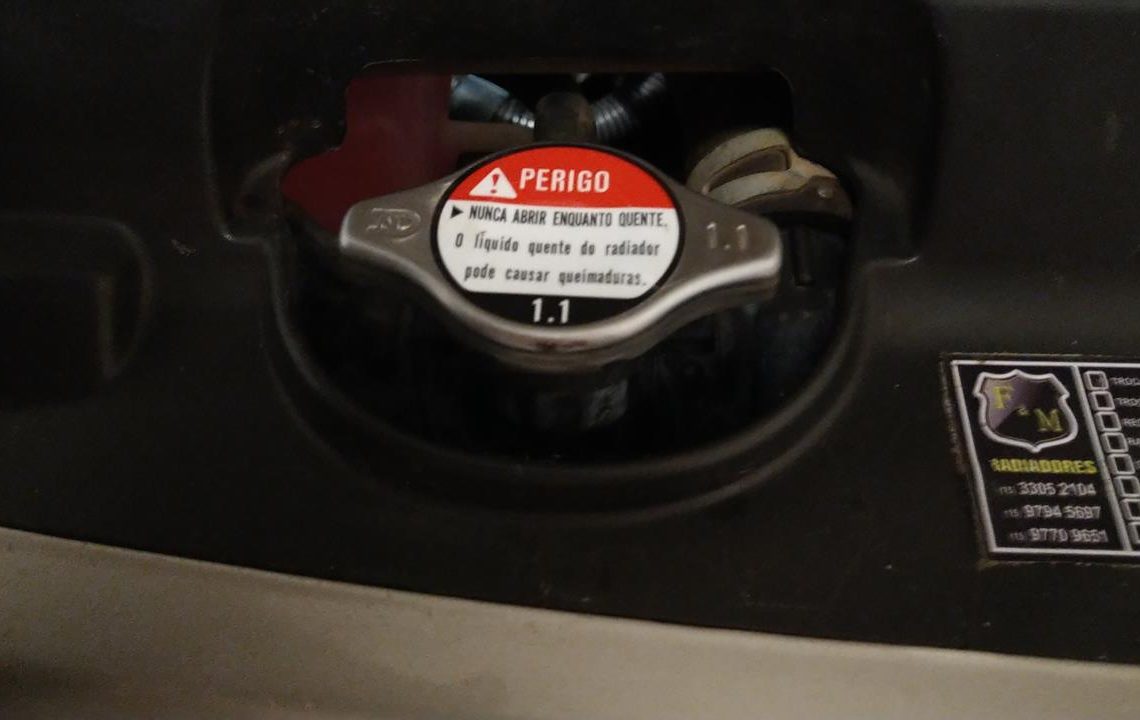 PERIGO
▶ NUNCA ABRIR ENQUANTO QUENTE.
O líquido quente do radiador
pode causar queimaduras.
1.1
1.1
F & M
RADIADORES
3305 2104
9794 5697
9770 9651